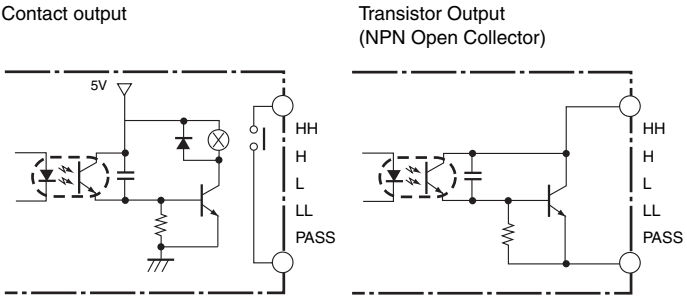 Contact output
Transistor Output
(NPN Open Collector)
5V
HH
H
L
LL
PASS
HH
H
L
LL
PASS